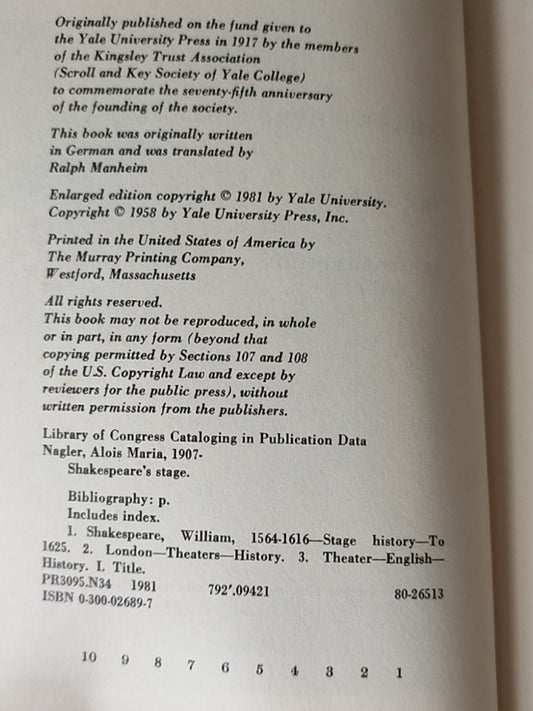 Originally published on the fund given to
the Yale University Press in 1917 by the members
of the Kingsley Trust Association
(Scroll and Key Society of Yale College)
to commemorate the seventy-fifth anniversary
of the founding of the society.
This book was originally written
in German and was translated by
Ralph Manheim
Enlarged edition copyright © 1981 by Yale University.
Copyright © 1958 by Yale University Press, Inc.
Printed in the United States of America by
The Murray Printing Company,
Westford, Massachusetts
All rights reserved.
This book may not be reproduced, in whole
or in part, in any form (beyond that
copying permitted by Sections 107 and 108
of the U.S. Copyright Law and except by
reviewers for the public press), without
written permission from the publishers.
Library of Congress Cataloging in Publication Data
Nagler, Alois Maria, 1907-
Shakespeare's stage.
Bibliography: p.
Includes index.
1. Shakespeare, William, 1564-1616—Stage history—To
1625. 2. London—Theaters—History. 3. Theater—English—
History. I. Title.
PR3095.N34 1981 792'.09421 80-26513
ISBN 0-300-02689-7
10 9 8 7 6 5 4 3 2 1